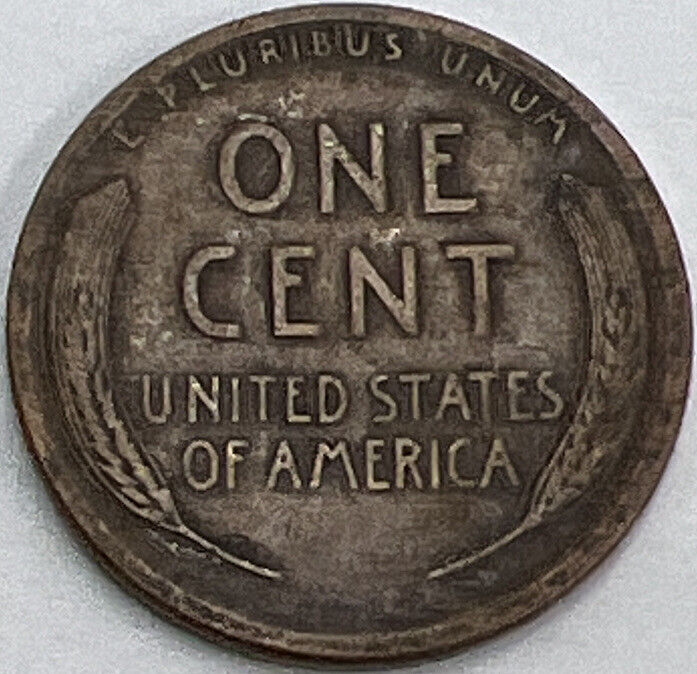 E PLURIBUS UNUM
ONE
CENT
UNITED STATES
OF AMERICA